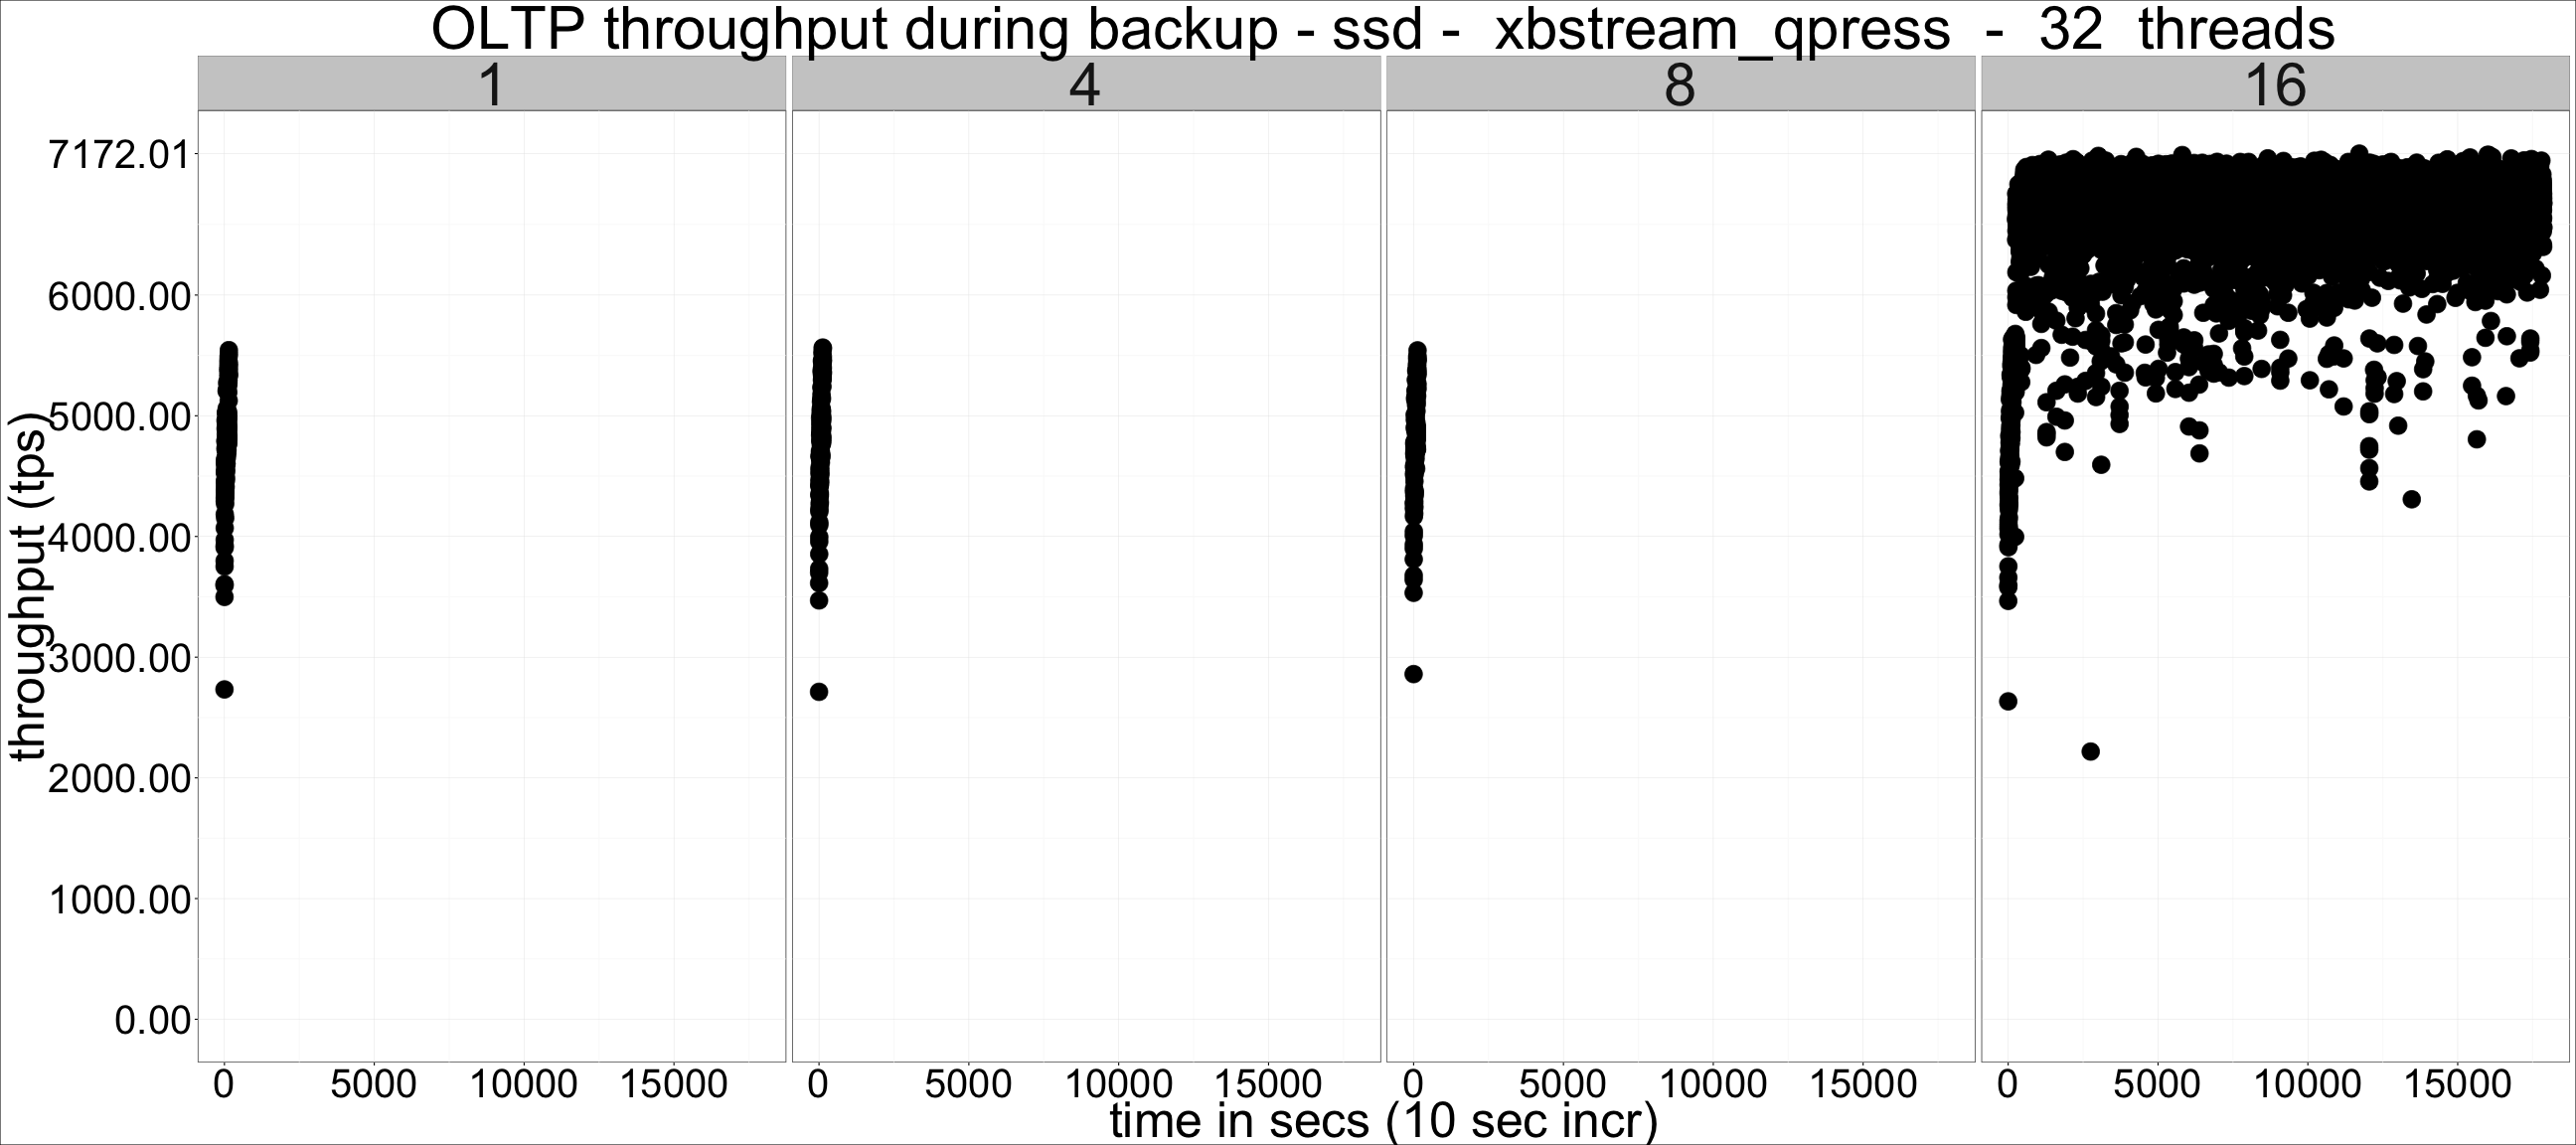 OLTP throughput during backup - ssd - xbstream_qpress - 32 threads
1 4 8 16
throughput (tps)
7172.01
6000.00
5000.00
4000.00
3000.00
2000.00
1000.00
0.00
0 5000 10000 15000 0 5000 10000 15000 0 5000 10000 15000 0 5000 10000 15000
time in secs (10 sec incr)